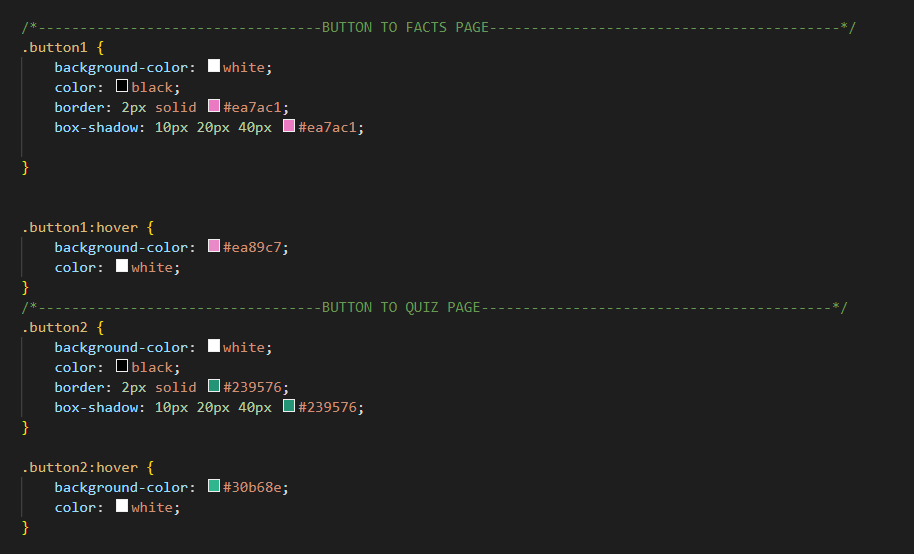 /*----------------------------------BUTTON TO FACTS PAGE------------------------------------------*/
.button1 {
    background-color: white;
    color: black;
    border: 2px solid #ea7ac1;
    box-shadow: 10px 20px 40px #ea7ac1;

}


.button1:hover {
    background-color: #ea89c7;
    color: white;
}
/*----------------------------------BUTTON TO QUIZ PAGE------------------------------------------*/
.button2 {
    background-color: white;
    color: black;
    border: 2px solid #239576;
    box-shadow: 10px 20px 40px #239576;
}

.button2:hover {
    background-color: #30b68e;
    color: white;
}